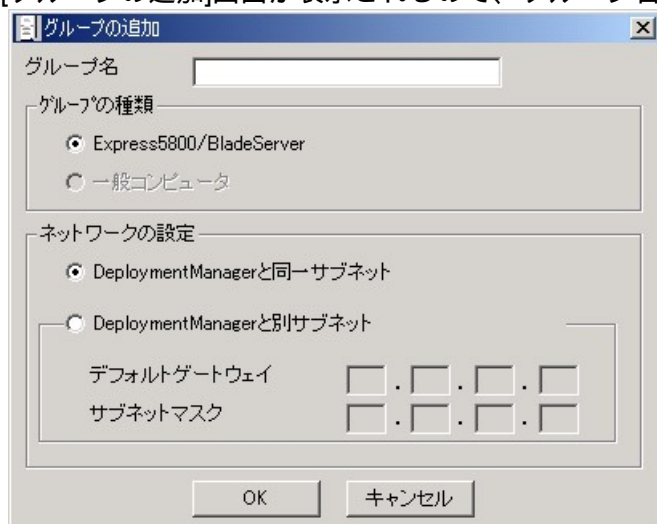 [グループの追加]画面が表示されるので、"グループ名
グループの追加
グループ名
ｸﾞﾙｰﾌﾟの種類
Express5800/BladeServer
一般コンピュータ
ネットワークの設定
DeploymentManagerと同一サブネット
DeploymentManagerと別サブネット
デフォルトゲートウェイ
サブネットマスク
OK キャンセル